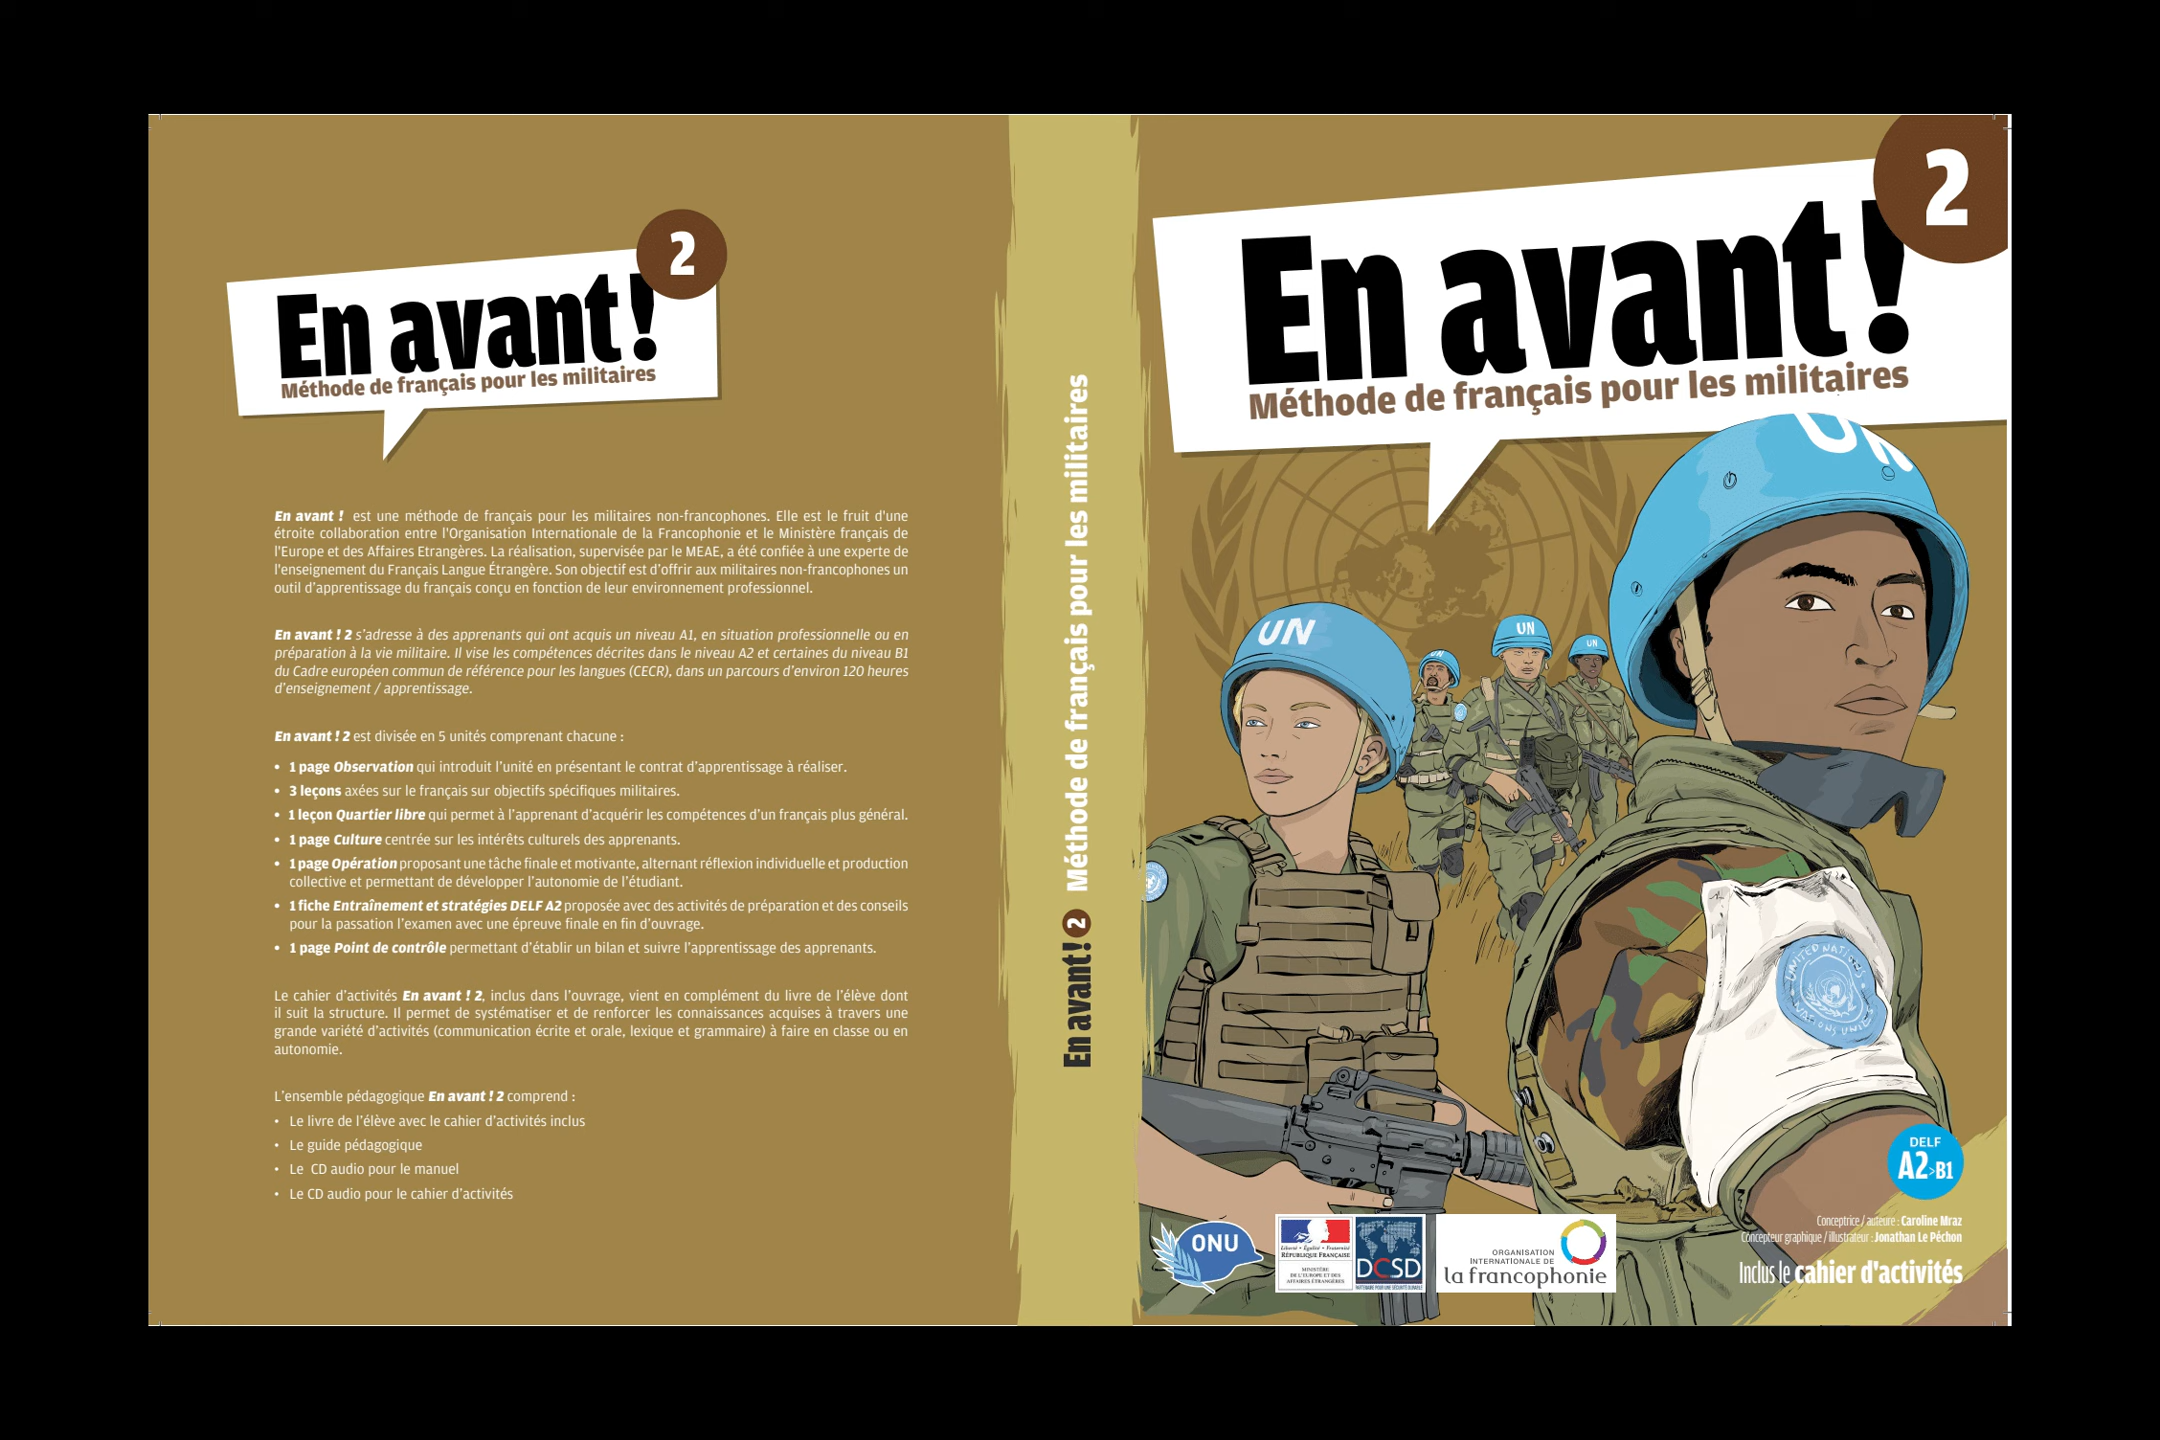 En avant !
2
Méthode de français pour les militaires
En avant ! est une méthode de français pour les militaires non-francophones. Elle est le fruit d'une
étroite collaboration entre l'Organisation Internationale de la Francophonie et le Ministère français de
l'Europe et des Affaires Etrangères. La réalisation, supervisée par le MEAE, a été confiée à une experte de
l'enseignement du Français Langue Étrangère. Son objectif est d'offrir aux militaires non-francophones un
outil d'apprentissage du français conçu en fonction de leur environnement professionnel.
En avant ! 2 s'adresse à des apprenants qui ont acquis un niveau A1, en situation professionnelle ou en
préparation à la vie militaire. Il vise les compétences décrites dans le niveau A2 et certaines du niveau B1
du Cadre européen commun de référence pour les langues (CECR), dans un parcours d'environ 120 heures
d'enseignement / apprentissage.
En avant ! 2 est divisée en 5 unités comprenant chacune :
• 1 page Observation qui introduit l'unité en présentant le contrat d'apprentissage à réaliser.
• 3 leçons axées sur le français sur objectifs spécifiques militaires.
• 1 leçon Quartier libre qui permet à l'apprenant d'acquérir les compétences d'un français plus général.
• 1 page Culture centrée sur les intérêts culturels des apprenants.
• 1 page Opération proposant une tâche finale et motivante, alternant réflexion individuelle et production
collective et permettant de développer l'autonomie de l'étudiant.
• 1 fiche Entraînement et stratégies DELF A2 proposée avec des activités de préparation et des conseils
pour la passation l'examen avec une épreuve finale en fin d'ouvrage.
• 1 page Point de contrôle permettant d'établir un bilan et suivre l'apprentissage des apprenants.
Le cahier d'activités En avant ! 2, inclus dans l'ouvrage, vient en complément du livre de l'élève dont
il suit la structure. Il permet de systématiser et de renforcer les connaissances acquises à travers une
grande variété d'activités (communication écrite et orale, lexique et grammaire) à faire en classe ou en
autonomie.
L'ensemble pédagogique En avant ! 2 comprend :
• Le livre de l'élève avec le cahier d'activités inclus
• Le guide pédagogique
• Le CD audio pour le manuel
• Le CD audio pour le cahier d'activités
En avant! 2 Méthode de français pour les militaires
2
En avant !
Méthode de français pour les militaires
UN
UN
UN
UN
UN
UNITED NATIONS
NATIONS UNIES
DELF
A2>B1
Conceptrice / auteure : Caroline Mraz
Concepteur graphique / illustrateur : Jonathan Le Péchon
Inclus le cahier d'activités
ONU
Liberté • Égalité • Fraternité
RÉPUBLIQUE FRANÇAISE
MINISTÈRE
DE L'EUROPE ET DES
AFFAIRES ÉTRANGÈRES
DCSD
PARTENAIRE POUR UNE SÉCURITÉ DURABLE
ORGANISATION
INTERNATIONALE DE
la francophonie